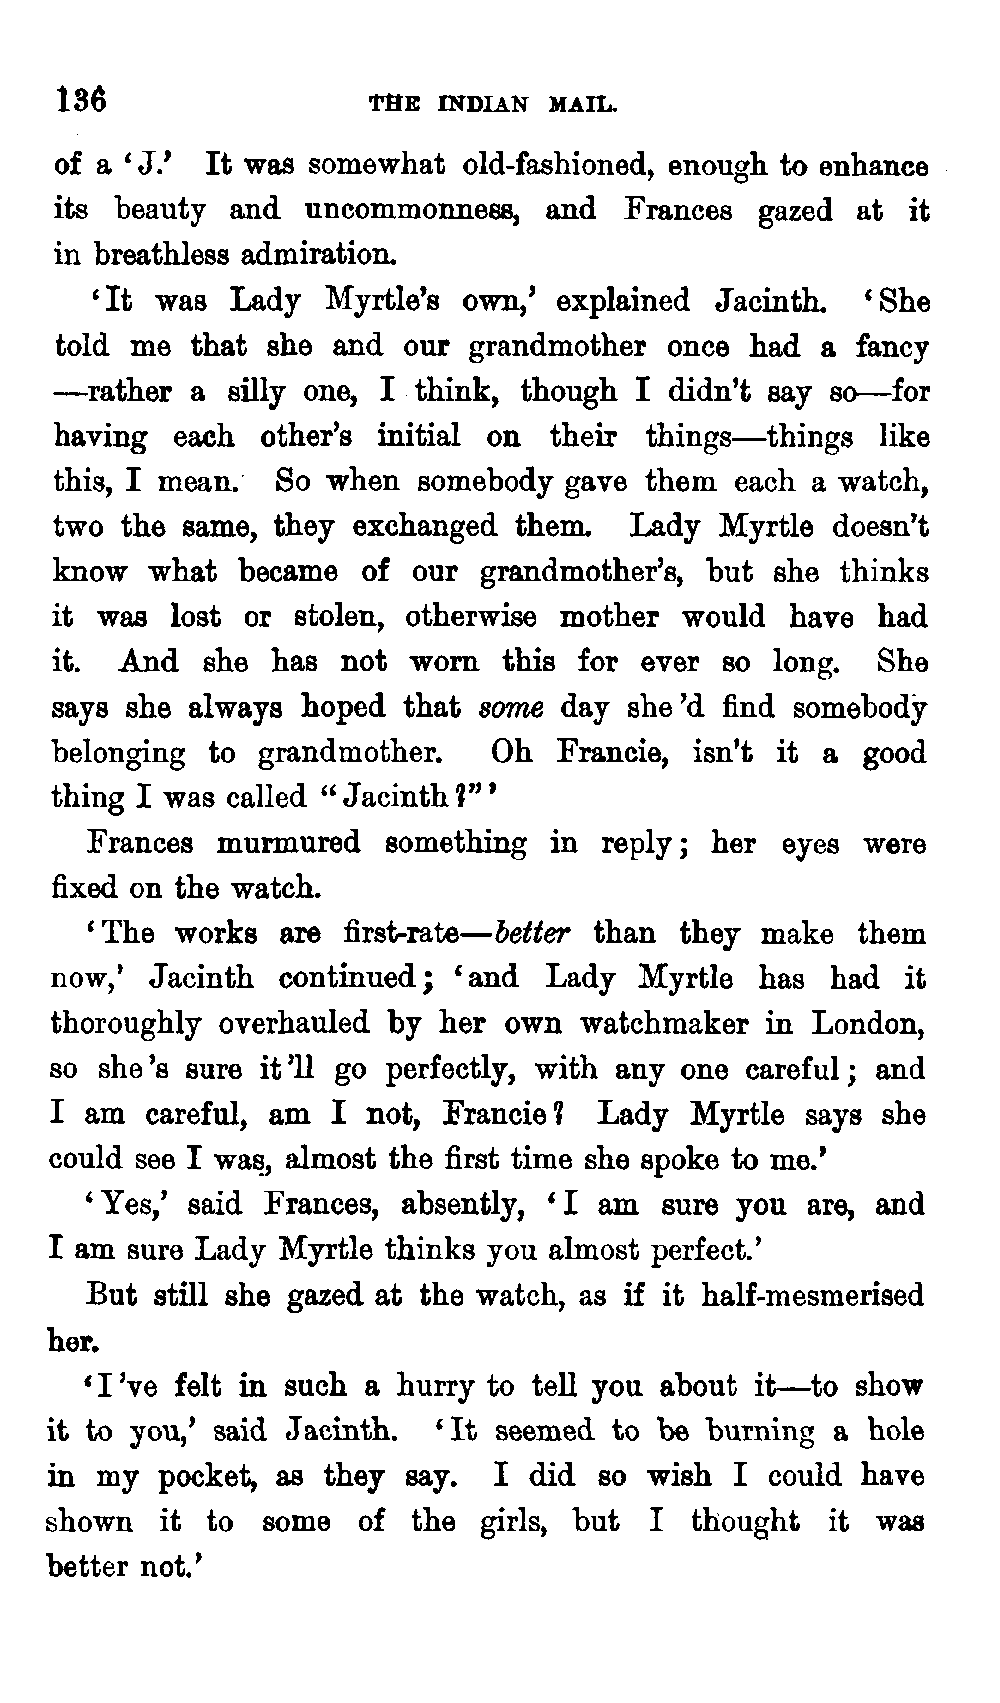 136 THE INDIAN MAIL.
of a ‘J.’ It was somewhat old-fashioned, enough to enhance
its beauty and uncommonness, and Frances gazed at it
in breathless admiration.
‘It was Lady Myrtle’s own,’ explained Jacinth. ‘She
told me that she and our grandmother once had a fancy
—rather a silly one, I think, though I didn’t say so—for
having each other’s initial on their things—things like
this, I mean. So when somebody gave them each a watch,
two the same, they exchanged them. Lady Myrtle doesn’t
know what became of our grandmother’s, but she thinks
it was lost or stolen, otherwise mother would have had
it. And she has not worn this for ever so long. She
says she always hoped that some day she ’d find somebody
belonging to grandmother. Oh Francie, isn’t it a good
thing I was called “Jacinth?”’
Frances murmured something in reply; her eyes were
fixed on the watch.
‘The works are first-rate—better than they make them
now,’ Jacinth continued; ‘and Lady Myrtle has had it
thoroughly overhauled by her own watchmaker in London,
so she ’s sure it ’ll go perfectly, with any one careful; and
I am careful, am I not, Francie? Lady Myrtle says she
could see I was, almost the first time she spoke to me.’
‘Yes,’ said Frances, absently, ‘I am sure you are, and
I am sure Lady Myrtle thinks you almost perfect.’
But still she gazed at the watch, as if it half-mesmerised
her.
‘I ’ve felt in such a hurry to tell you about it—to show
it to you,’ said Jacinth. ‘It seemed to be burning a hole
in my pocket, as they say. I did so wish I could have
shown it to some of the girls, but I thought it was
better not.’